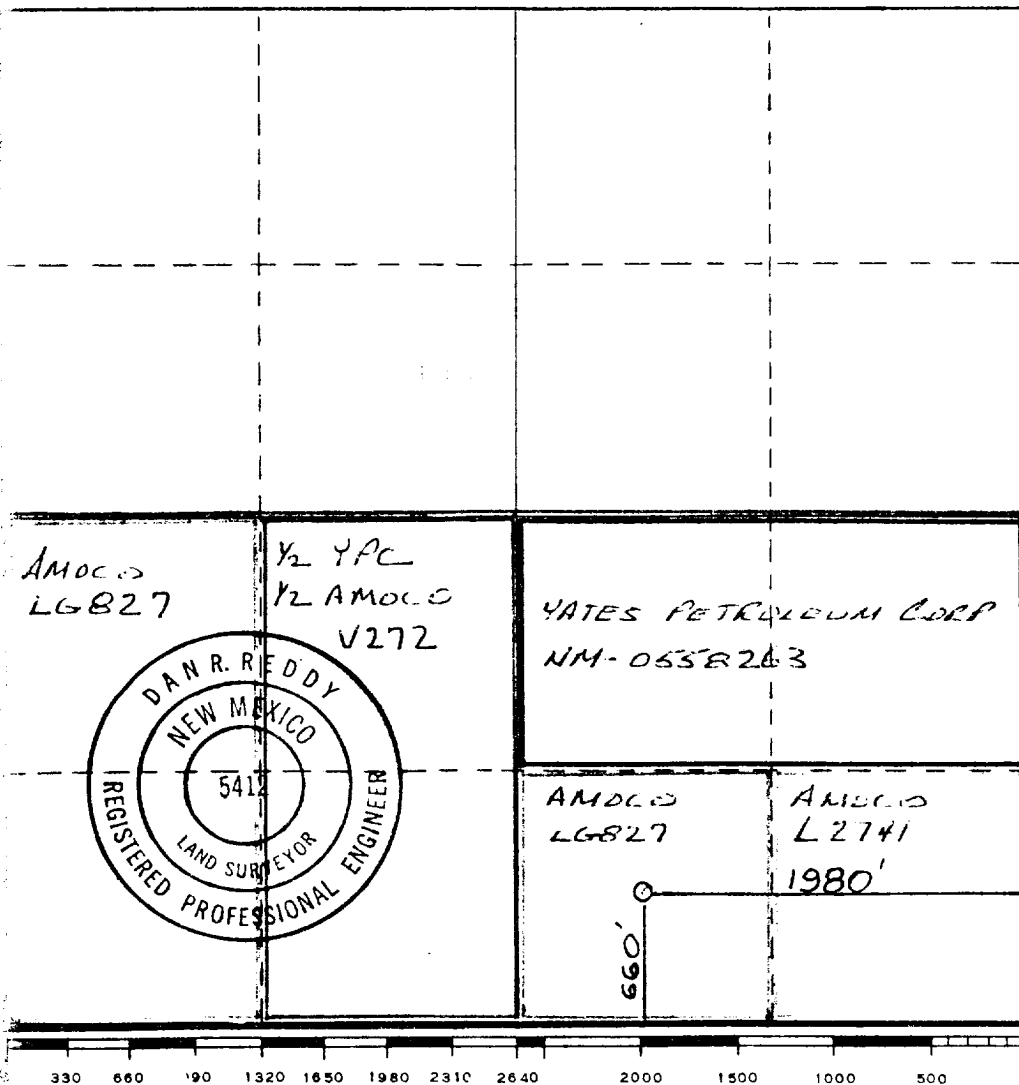 AMOCO
LG827
1/2 YPC
1/2 AMOCO
V272
YATES PETROLEUM CORP
NM-0558263
DAN R. REDDY
NEW MEXICO
5412
LAND SURVEYOR
REGISTERED PROFESSIONAL ENGINEER
AMOCO
LG827
AMOCO
L 2741
1980'
660'
330 660 '90 1320 1650 1980 2310 2640 2000 1500 1000 500